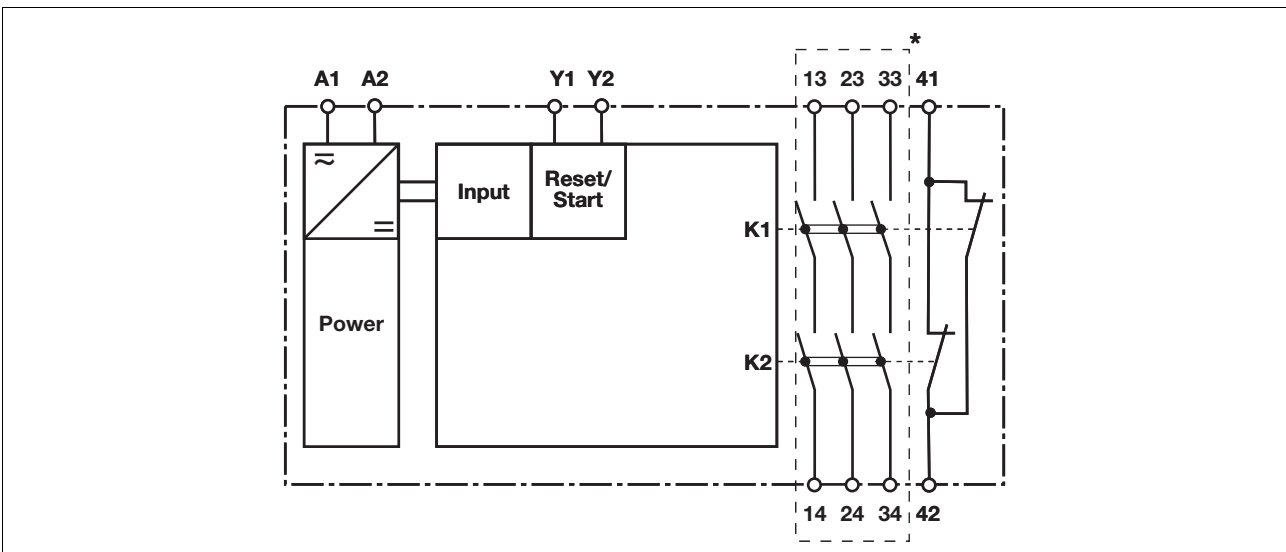 *
A1 A2 Y1 Y2 13 23 33 41
Input
Reset/
Start
K1
Power
K2
14 24 34 42